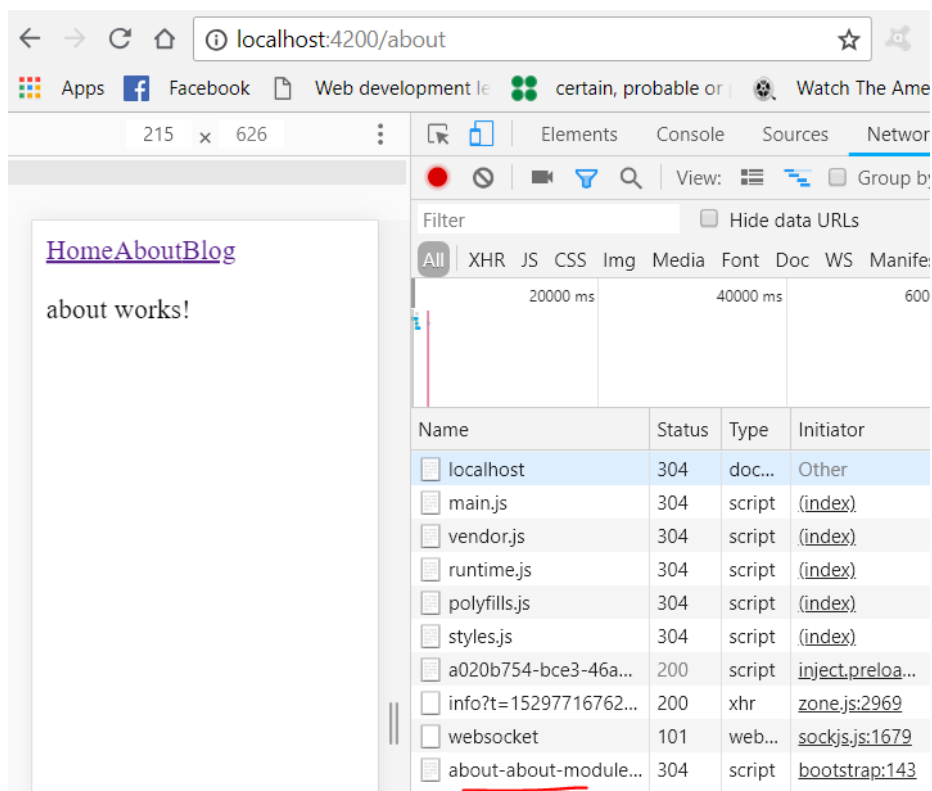 localhost:4200/about
Apps Facebook Web development le certain, probable or Watch The Ame
215 x 626
Elements Console Sources Networ
View: Group by
Filter Hide data URLs
All XHR JS CSS Img Media Font Doc WS Manifes
20000 ms 40000 ms 600
HomeAboutBlog
about works!
Name Status Type Initiator
localhost 304 doc... Other
main.js 304 script (index)
vendor.js 304 script (index)
runtime.js 304 script (index)
polyfills.js 304 script (index)
styles.js 304 script (index)
a020b754-bce3-46a... 200 script inject.preloa...
info?t=15297716762... 200 xhr zone.js:2969
websocket 101 web... sockjs.js:1679
about-about-module... 304 script bootstrap:143